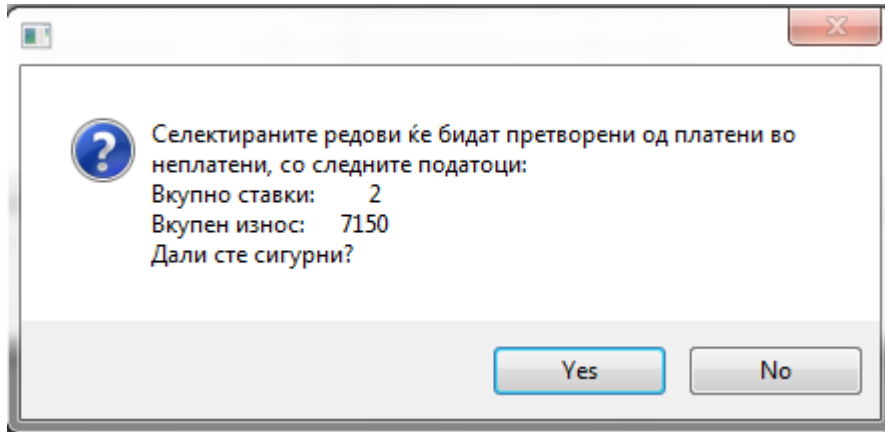 Селектираните редови ќе бидат претворени од платени во
неплатени, со следните податоци:
Вкупно ставки: 2
Вкупен износ: 7150
Дали сте сигурни?
Yes No